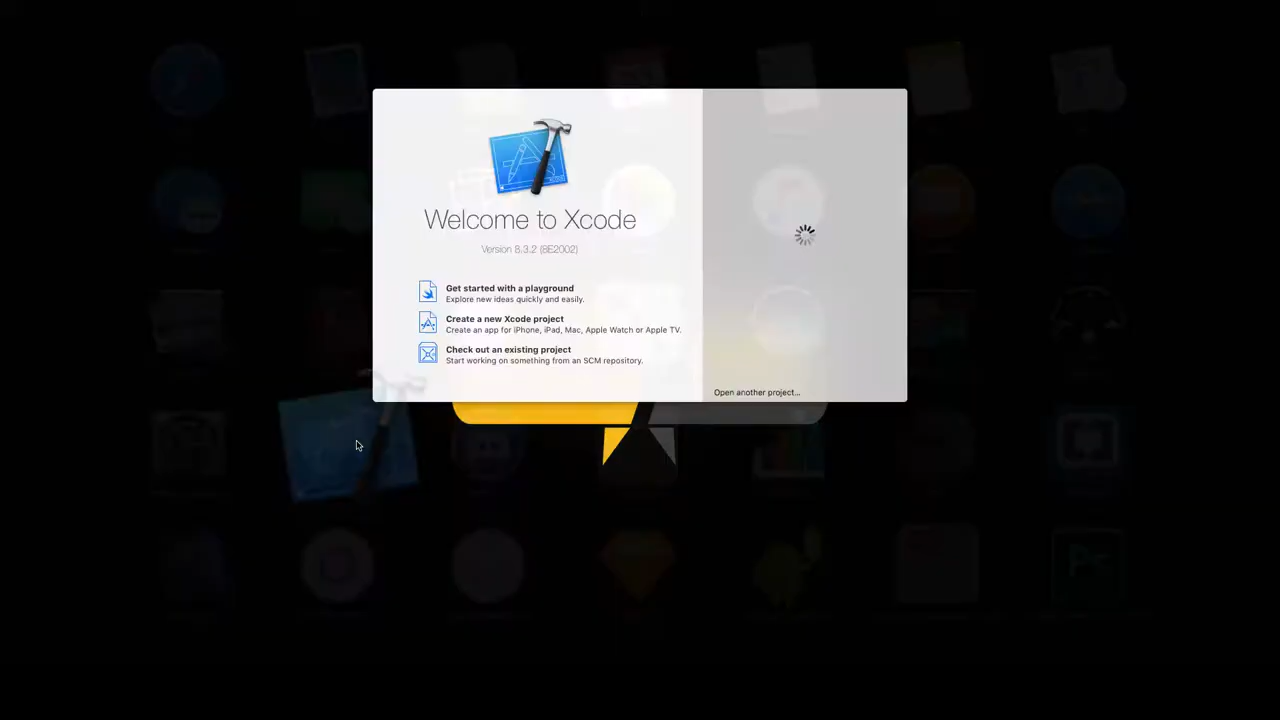 Welcome to Xcode
Version 8.3.2 (8E2002)
Get started with a playground
Explore new ideas quickly and easily.
Create a new Xcode project
Create an app for iPhone, iPad, Mac, Apple Watch or Apple TV.
Check out an existing project
Start working on something from an SCM repository.
Open another project...